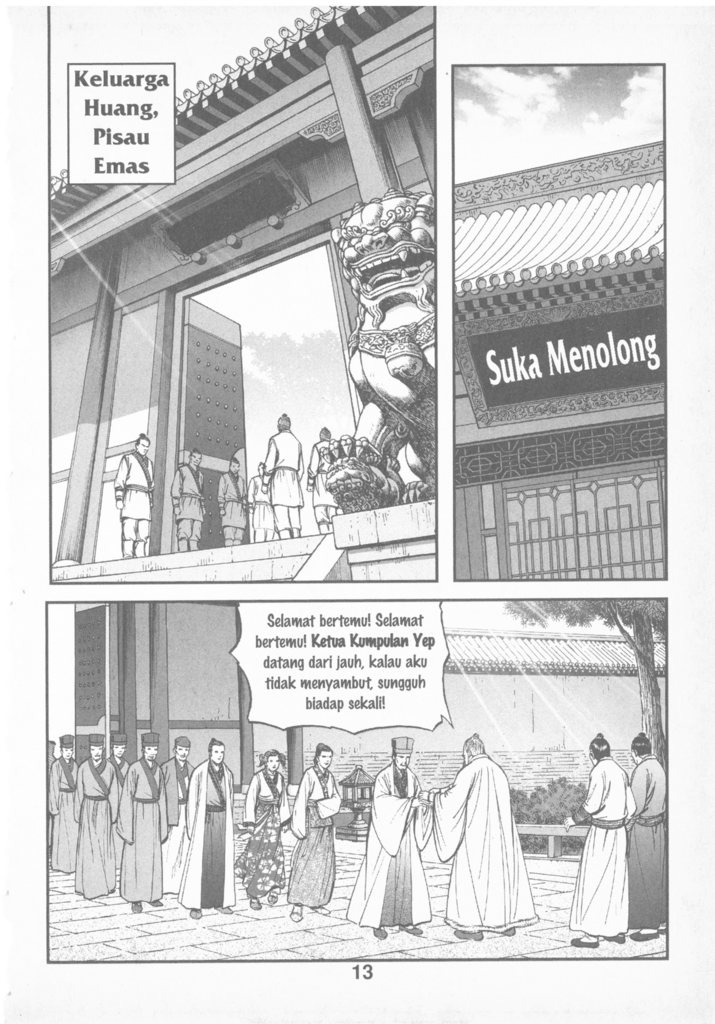 Keluarga
Huang,
Pisau
Emas
Suka Menolong
Selamat bertemu! Selamat
bertemu! Ketua Kumpulan Yep
datang dari jauh, kalau aku
tidak menyambut, sungguh
biadap sekali!
13